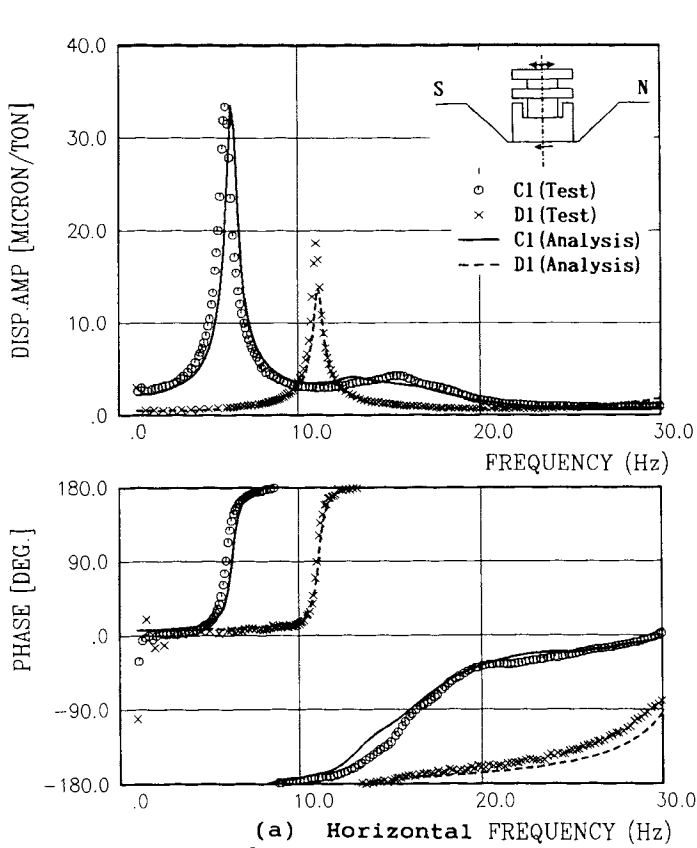 40.0
30.0
20.0
10.0
.0
DISP.AMP [MICRON/TON]
S
N
C1(Test)
D1(Test)
C1(Analysis)
D1(Analysis)
.0
10.0
20.0
30.0
FREQUENCY (Hz)
180.0
90.0
.0
-90.0
-180.0
PHASE [DEG.]
.0
10.0
20.0
30.0
(a) Horizontal FREQUENCY (Hz)